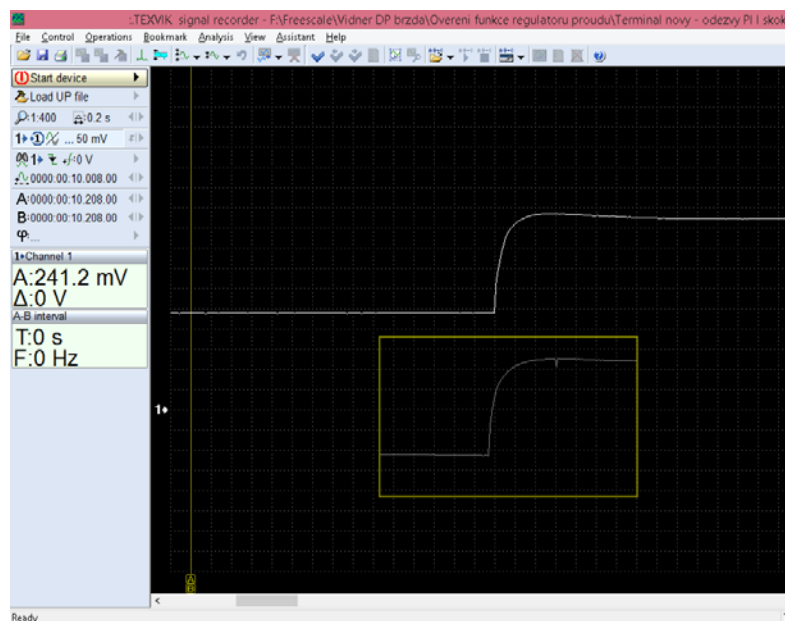 :.TEXVIK signal recorder - F:\Freescale\Vidner DP brzda\Overeni funkce regulatoru proudu\Terminal novy - odezvy PI I skok
File Control Operations Bookmark Analysis View Assistant Help
Start device
Load UP file
:1:400 :0.2 s
1 1 ... 50 mV
1 :0 V
:0000:00:10.008.00
A:0000:00:10.208.00
B:0000:00:10.208.00
φ:...
1 Channel 1
A:241.2 mV
Δ:0 V
A-B interval
T:0 s
F:0 Hz
1
A
B
Ready